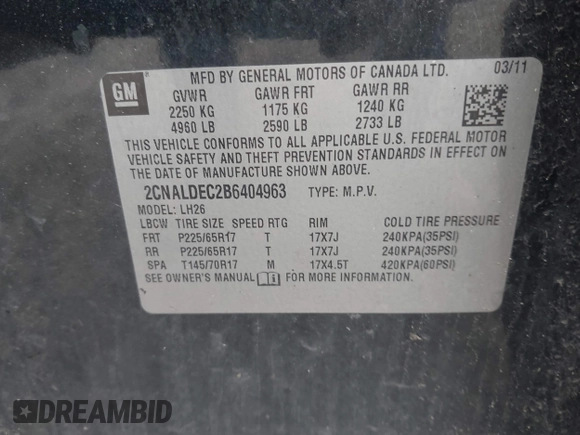 GM
MFD BY GENERAL MOTORS OF CANADA LTD. 03/11
GVWR GAWR FRT GAWR RR
2250 KG 1175 KG 1240 KG
4960 LB 2590 LB 2733 LB
THIS VEHICLE CONFORMS TO ALL APPLICABLE U.S. FEDERAL MOTOR
VEHICLE SAFETY AND THEFT PREVENTION STANDARDS IN EFFECT ON
THE DATE OF MANUFACTURE SHOWN ABOVE.
2CNALDEC2B6404963 TYPE: M.P.V.
MODEL: LH26
LBCW TIRE SIZE SPEED RTG RIM COLD TIRE PRESSURE
FRT P225/65R17 T 17X7J 240KPA(35PSI)
RR P225/65R17 T 17X7J 240KPA(35PSI)
SPA T145/70R17 M 17X4.5T 420KPA(60PSI)
SEE OWNER'S MANUAL FOR MORE INFORMATION.
DREAMBID